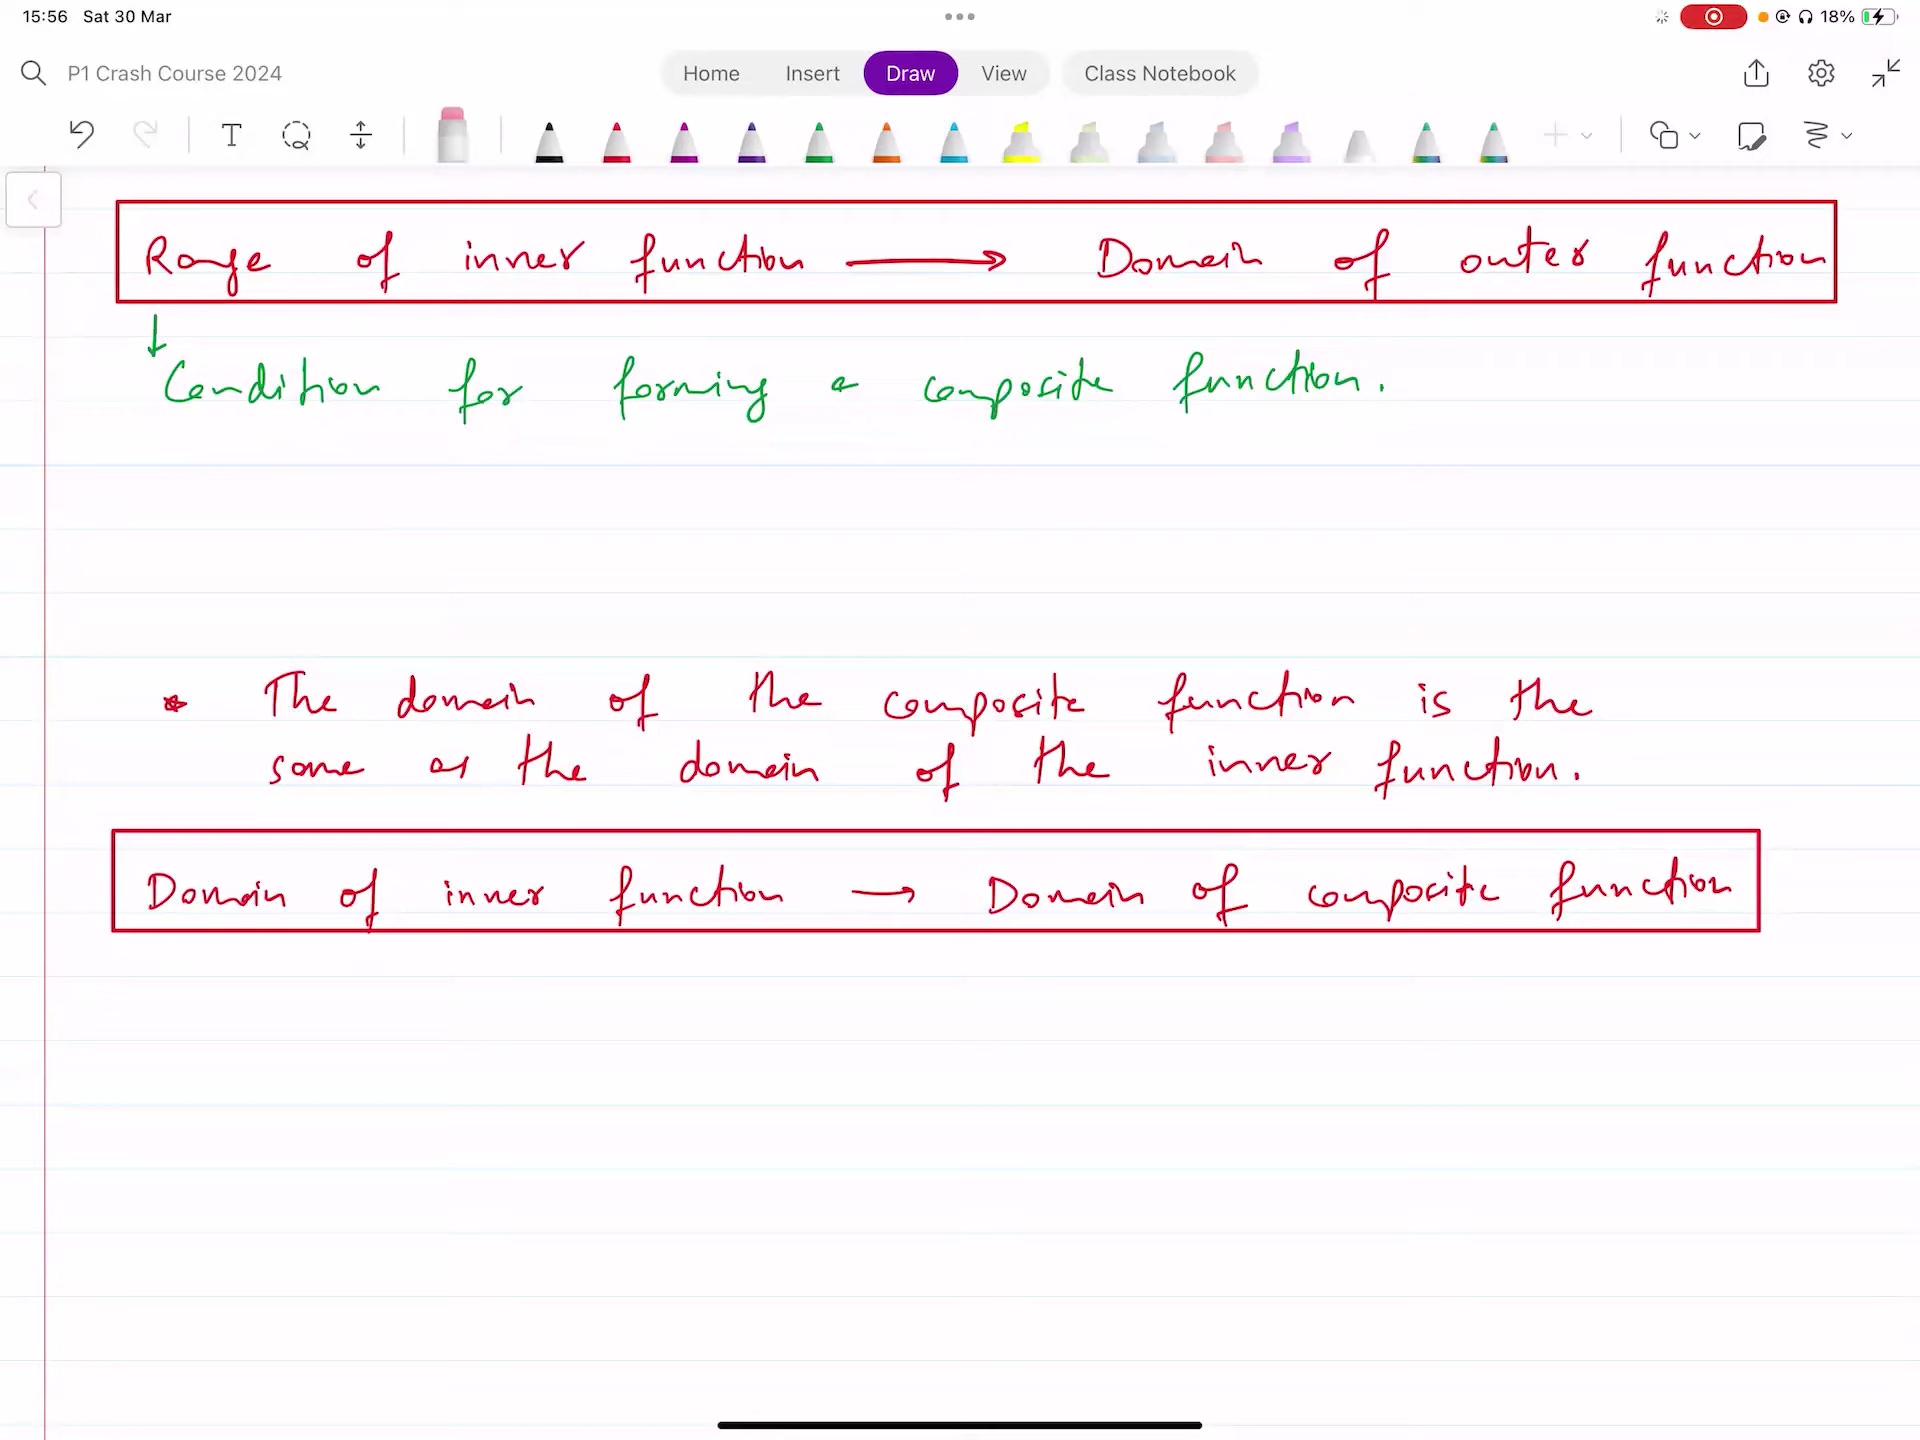 15:56 Sat 30 Mar
18%
P1 Crash Course 2024
Home Insert Draw View Class Notebook
T
Range of inner function → Domain of outer function
↓
Condition for forming a composite function.
* The domain of the composite function is the
same as the domain of the inner function.
Domain of inner function → Domain of composite function